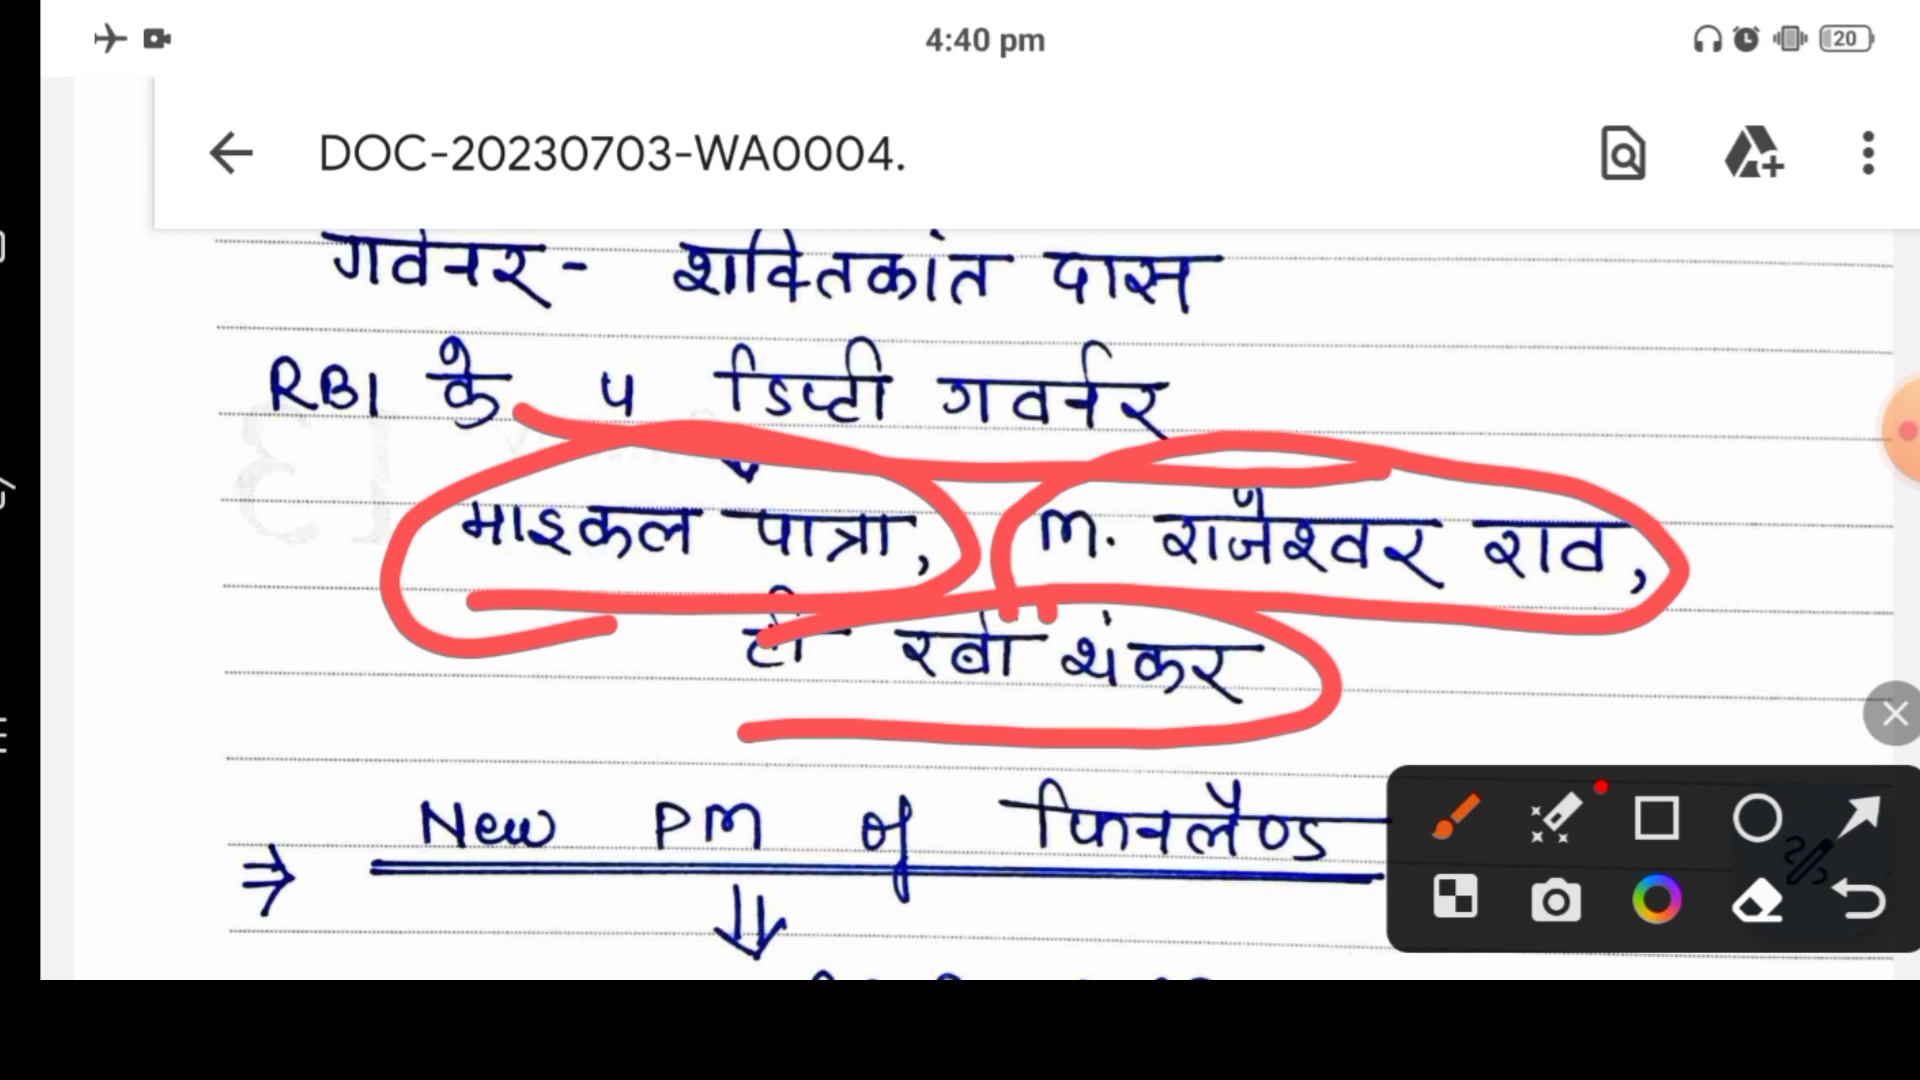 4:40 pm
20
DOC-20230703-WA0004.
गवर्नर - शक्तिकांत दास
RBI के 4 डिप्टी गवर्नर
माइकल पात्रा, M. राजेश्वर राव,
टी रबी शंकर
⇒ New PM of फिनलैण्ड